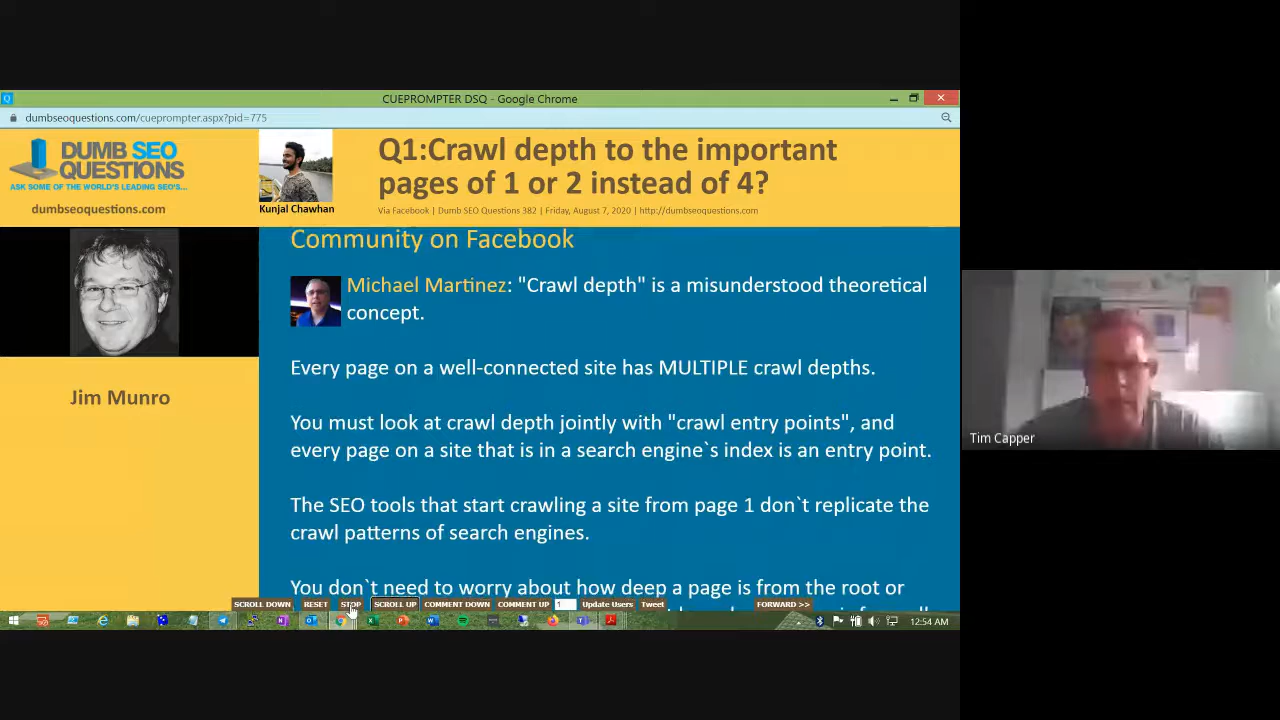 CUEPROMPTER DSQ - Google Chrome
dumbseoquestions.com/cueprompter.aspx?pid=775
DUMB SEO
QUESTIONS
ASK SOME OF THE WORLD'S LEADING SEO'S...
dumbseoquestions.com
Kunjal Chawhan
Q1:Crawl depth to the important
pages of 1 or 2 instead of 4?
Via Facebook | Dumb SEO Questions 382 | Friday, August 7, 2020 | http://dumbseoquestions.com
Jim Munro
Community on Facebook
Michael Martinez: "Crawl depth" is a misunderstood theoretical
concept.
Every page on a well-connected site has MULTIPLE crawl depths.
You must look at crawl depth jointly with "crawl entry points", and
every page on a site that is in a search engine`s index is an entry point.
The SEO tools that start crawling a site from page 1 don`t replicate the
crawl patterns of search engines.
You don`t need to worry about how deep a page is from the root or
SCROLL DOWN RESET STOP SCROLL UP COMMENT DOWN COMMENT UP 1 Update Users Tweet FORWARD >>
12:54 AM
Tim Capper